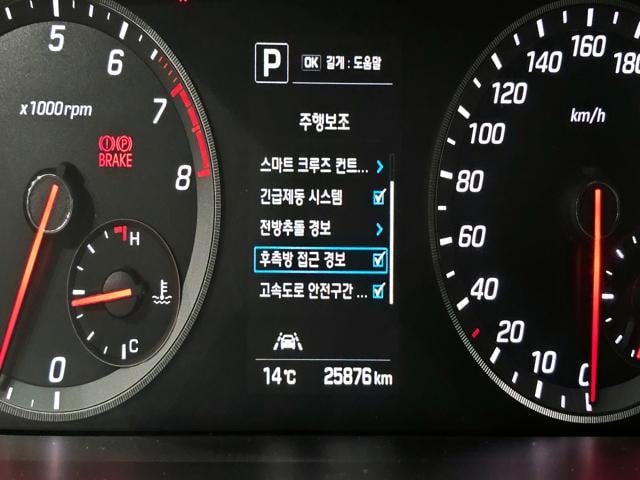 5
6
7
8
x1000rpm
BRAKE
H
C
0
P
OK 길게 : 도움말
주행보조
스마트 크루즈 컨트...
긴급제동 시스템
전방추돌 경보
후측방 접근 경보
고속도로 안전구간 ...
14℃ 25876 km
180
160
140
120
100
80
60
40
20
10
0
km/h